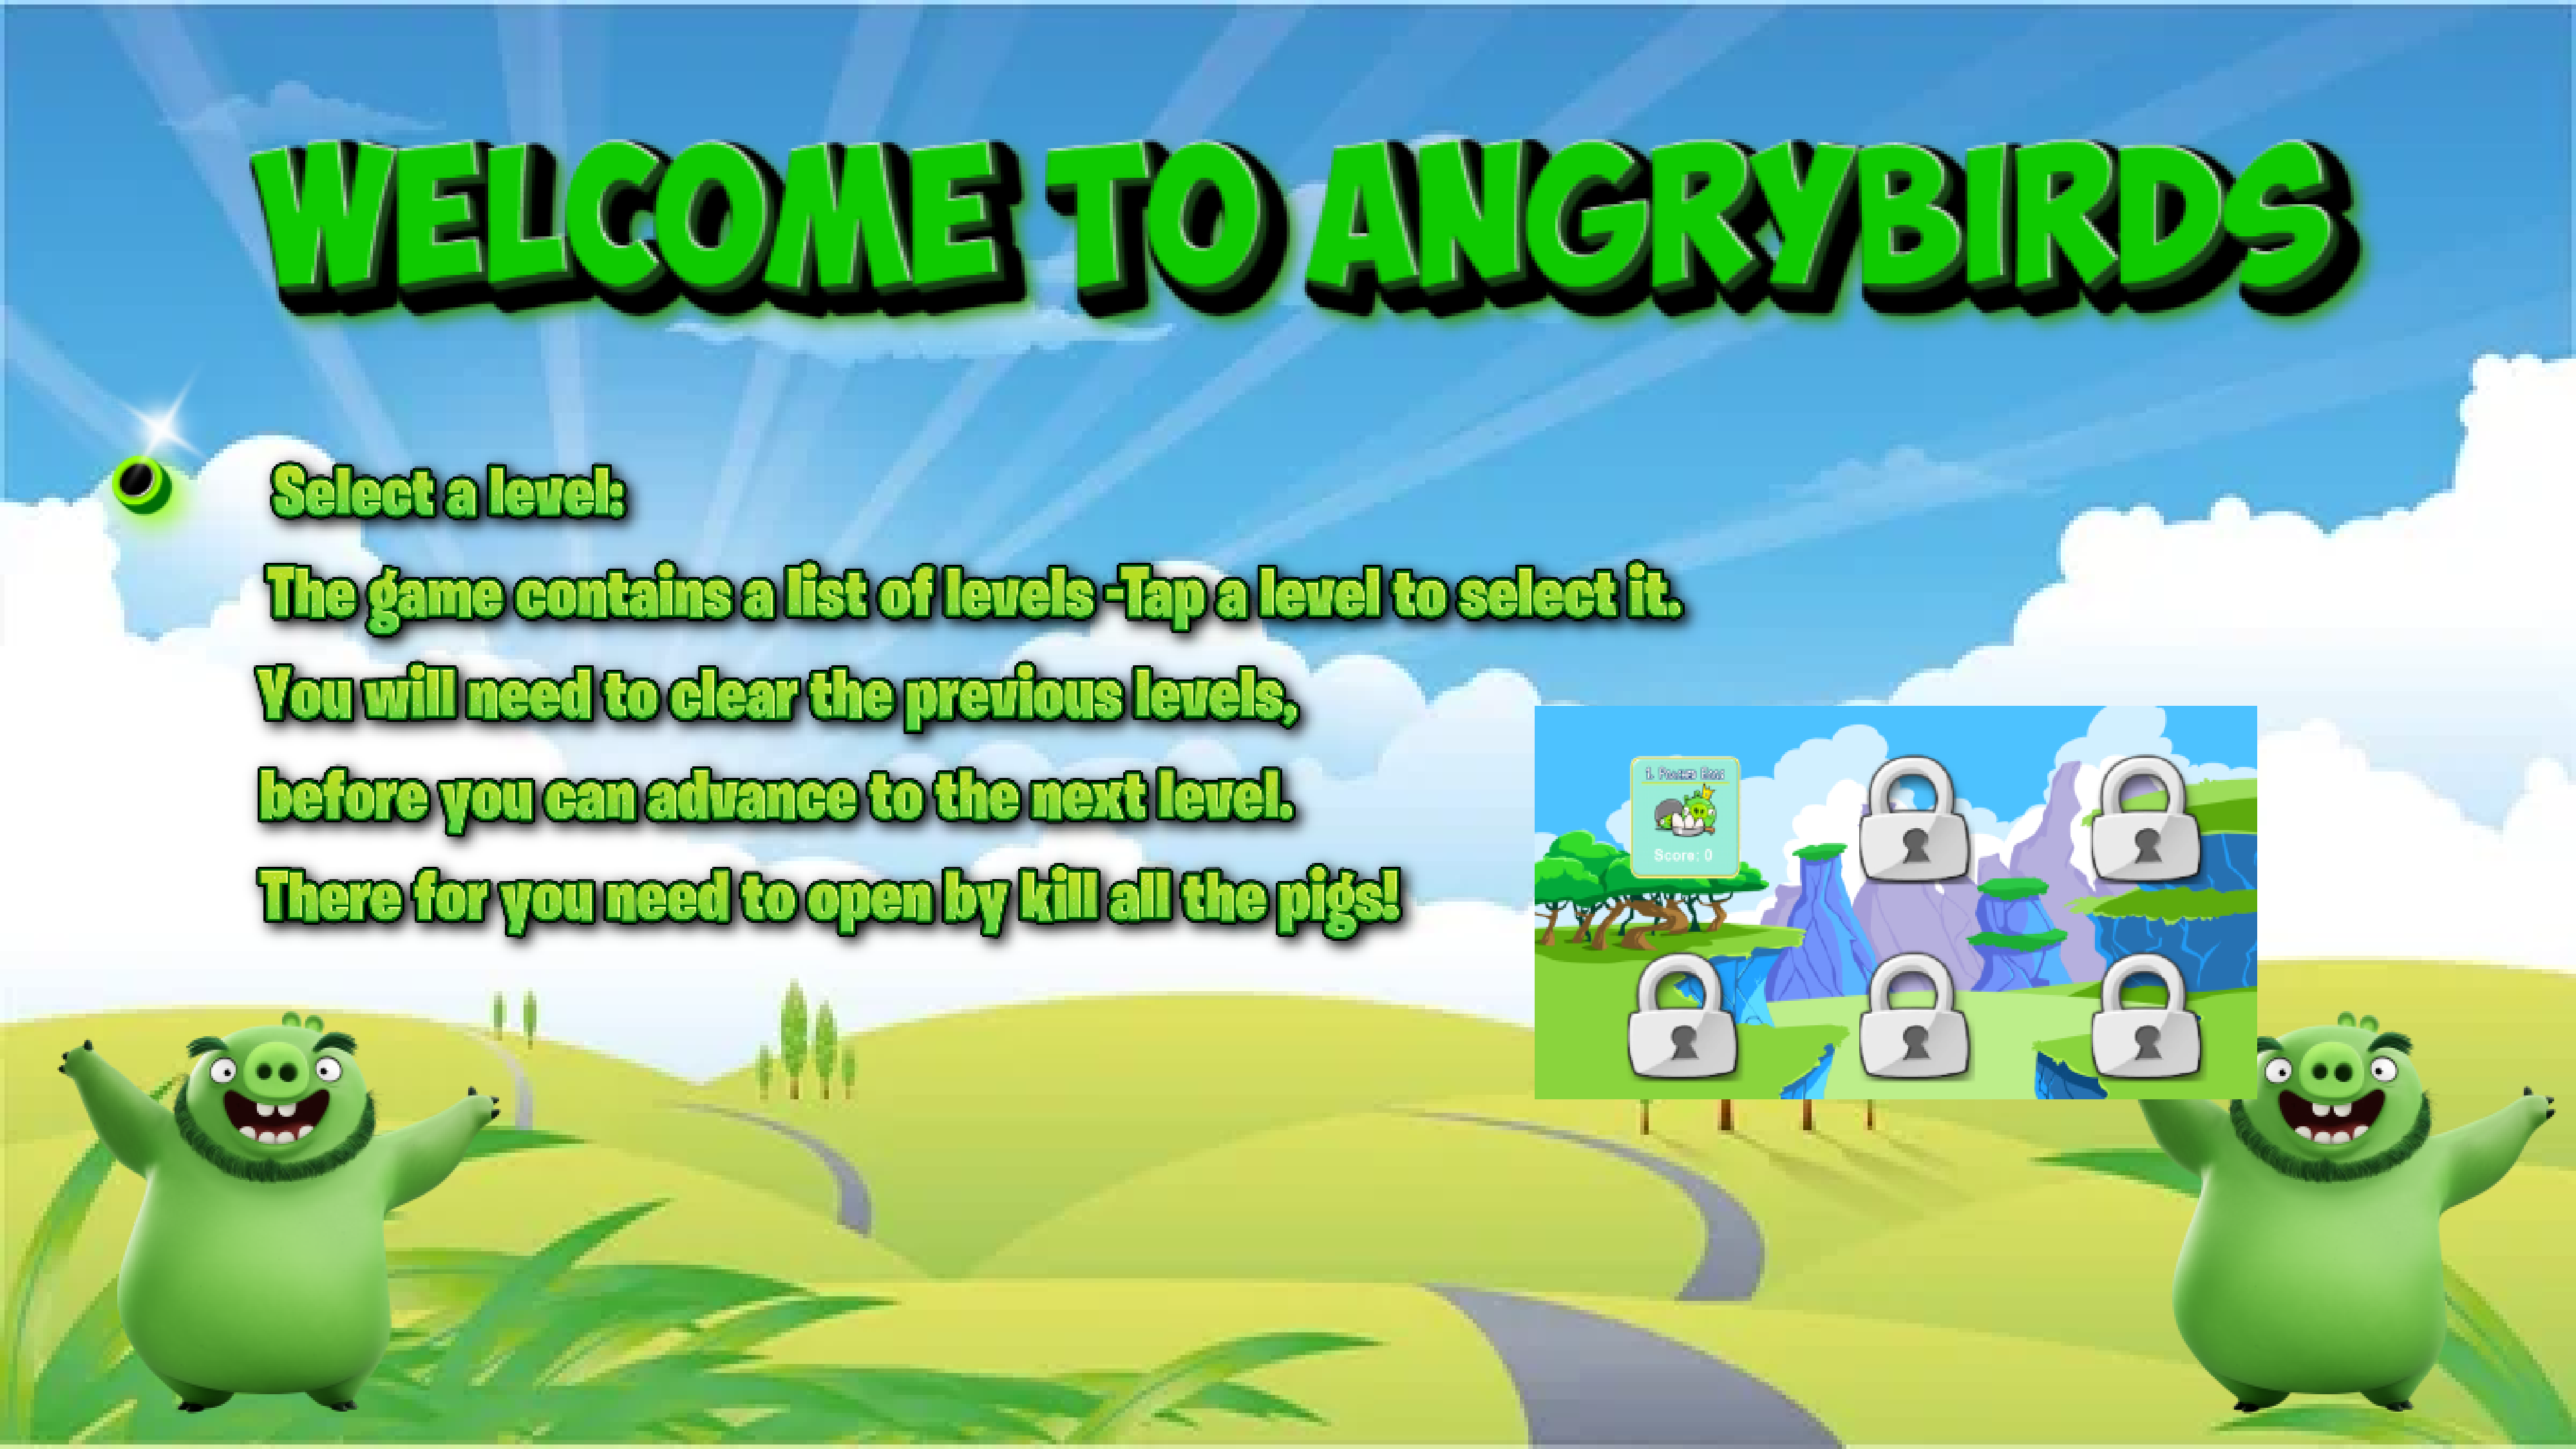 WELCOME TO ANGRYBIRDS
Select a level:
The game contains a list of levels -Tap a level to select it.
You will need to clear the previous levels,
before you can advance to the next level.
There for you need to open by kill all the pigs!
1. Poached Eggs
Score: 0